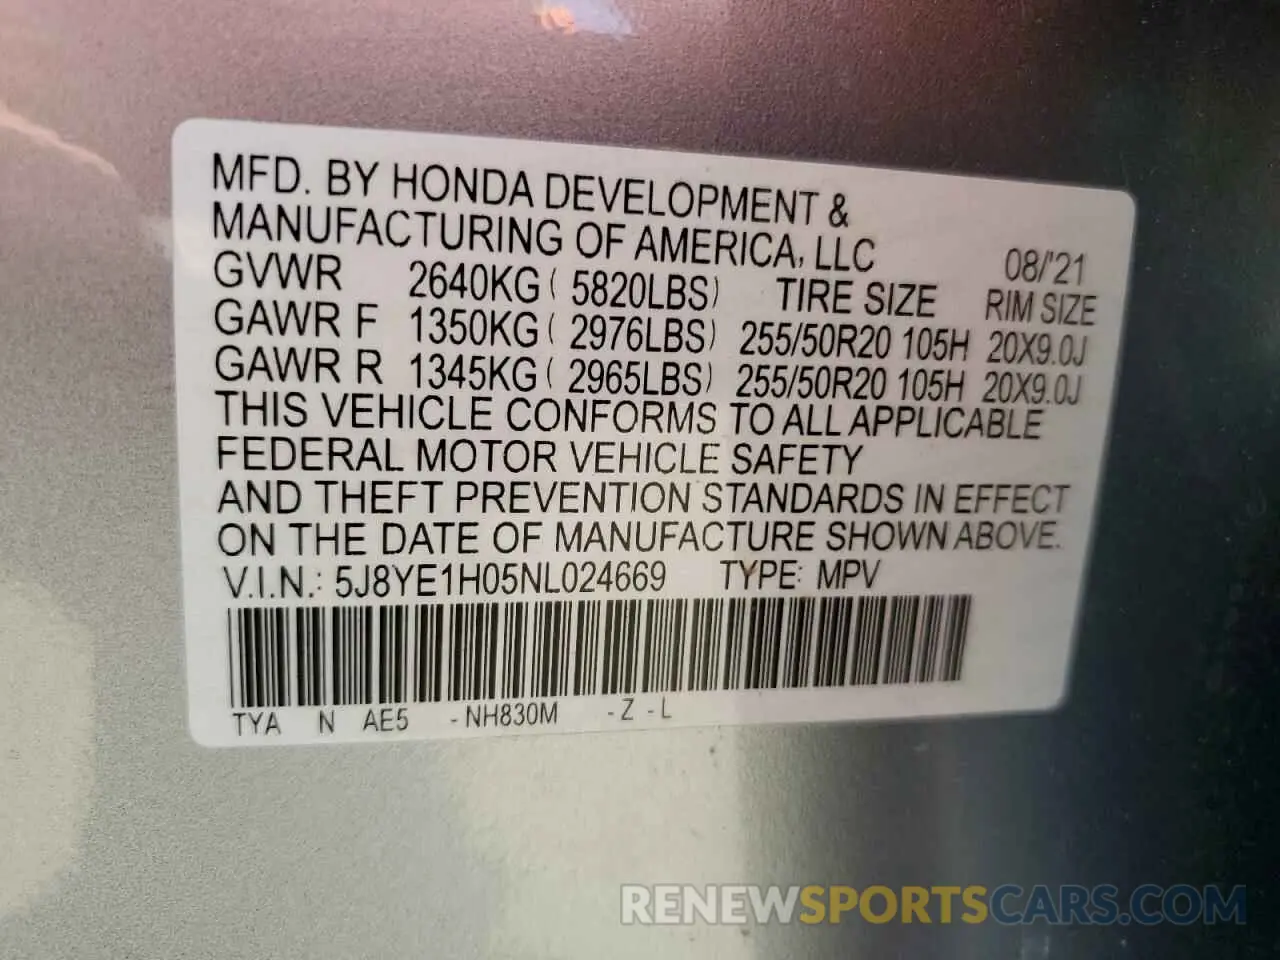 MFD. BY HONDA DEVELOPMENT &
MANUFACTURING OF AMERICA, LLC 08/'21
GVWR 2640KG ( 5820LBS) TIRE SIZE RIM SIZE
GAWR F 1350KG ( 2976LBS) 255/50R20 105H 20X9.0J
GAWR R 1345KG ( 2965LBS) 255/50R20 105H 20X9.0J
THIS VEHICLE CONFORMS TO ALL APPLICABLE
FEDERAL MOTOR VEHICLE SAFETY
AND THEFT PREVENTION STANDARDS IN EFFECT
ON THE DATE OF MANUFACTURE SHOWN ABOVE.
V.I.N.: 5J8YE1H05NL024669 TYPE: MPV
TYA N AE5 -NH830M -Z -L
RENEWSPORTSCARS.COM